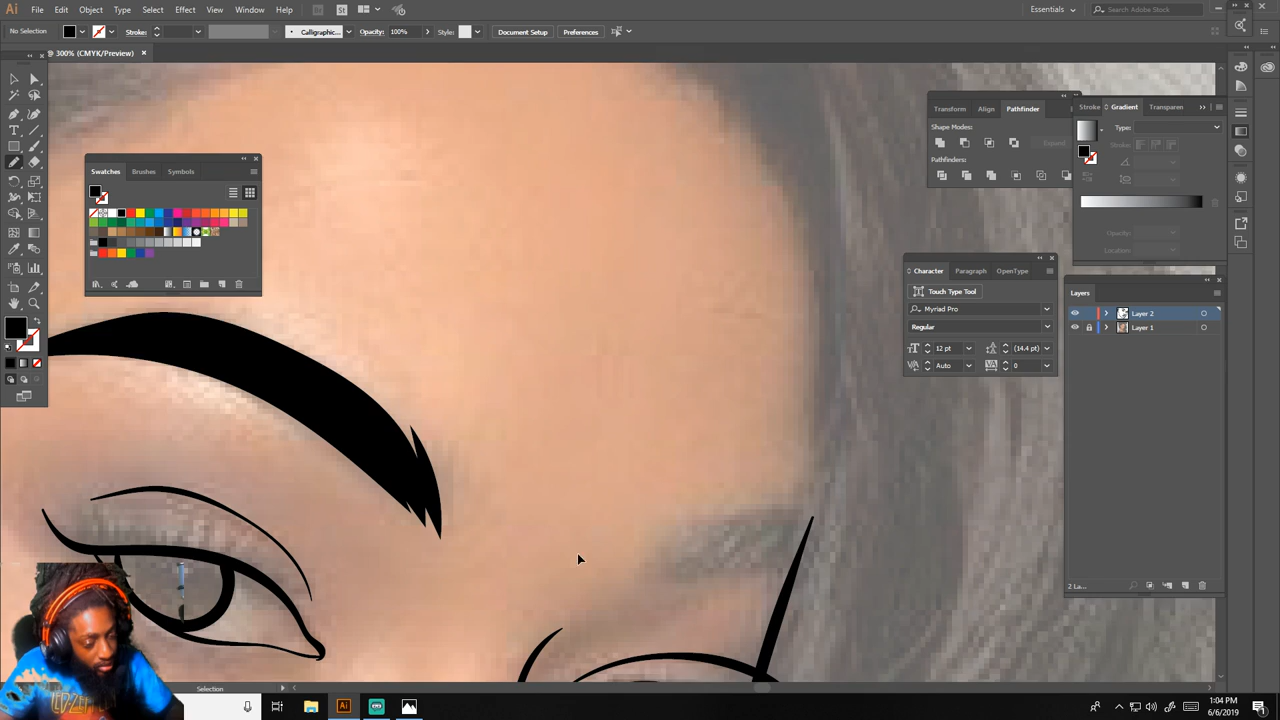 Ai File Edit Object Type Select Effect View Window Help Br St Essentials Search Adobe Stock
No Selection Stroke: Calligraphic... Opacity: 100% Style: Document Setup Preferences
@ 300% (CMYK/Preview)
Transform Align Pathfinder
Shape Modes:
Expand
Pathfinders:
Stroke Gradient Transparen
Type:
Opacity:
Location:
Swatches Brushes Symbols
Character Paragraph OpenType
Touch Type Tool
Myriad Pro
Regular
12 pt (14.4 pt)
Auto 0
Layers
Layer 2
Layer 1
2 La...
Selection
1:04 PM
6/6/2019